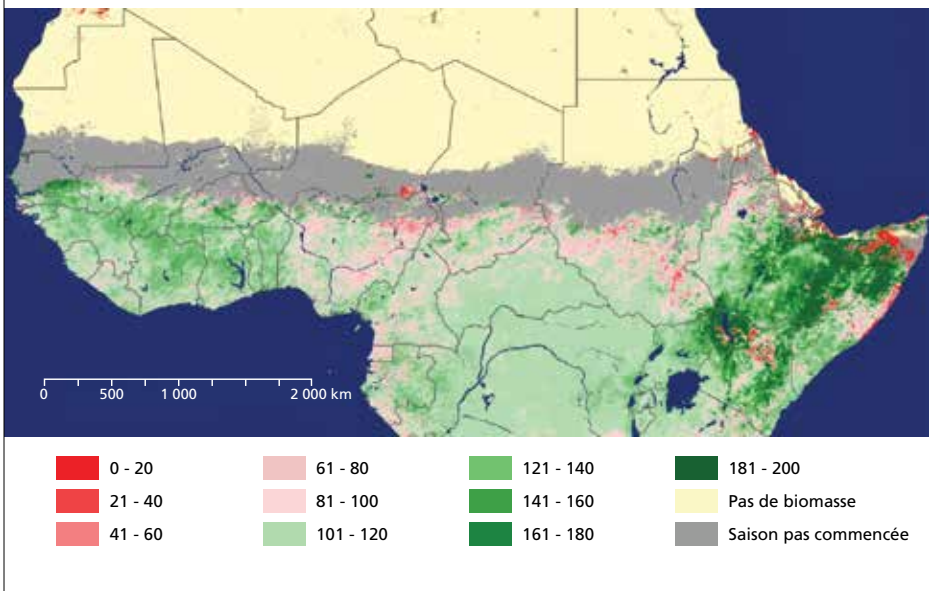 0 500 1 000 2 000 km
0 - 20 61 - 80 121 - 140 181 - 200
21 - 40 81 - 100 141 - 160 Pas de biomasse
41 - 60 101 - 120 161 - 180 Saison pas commencée